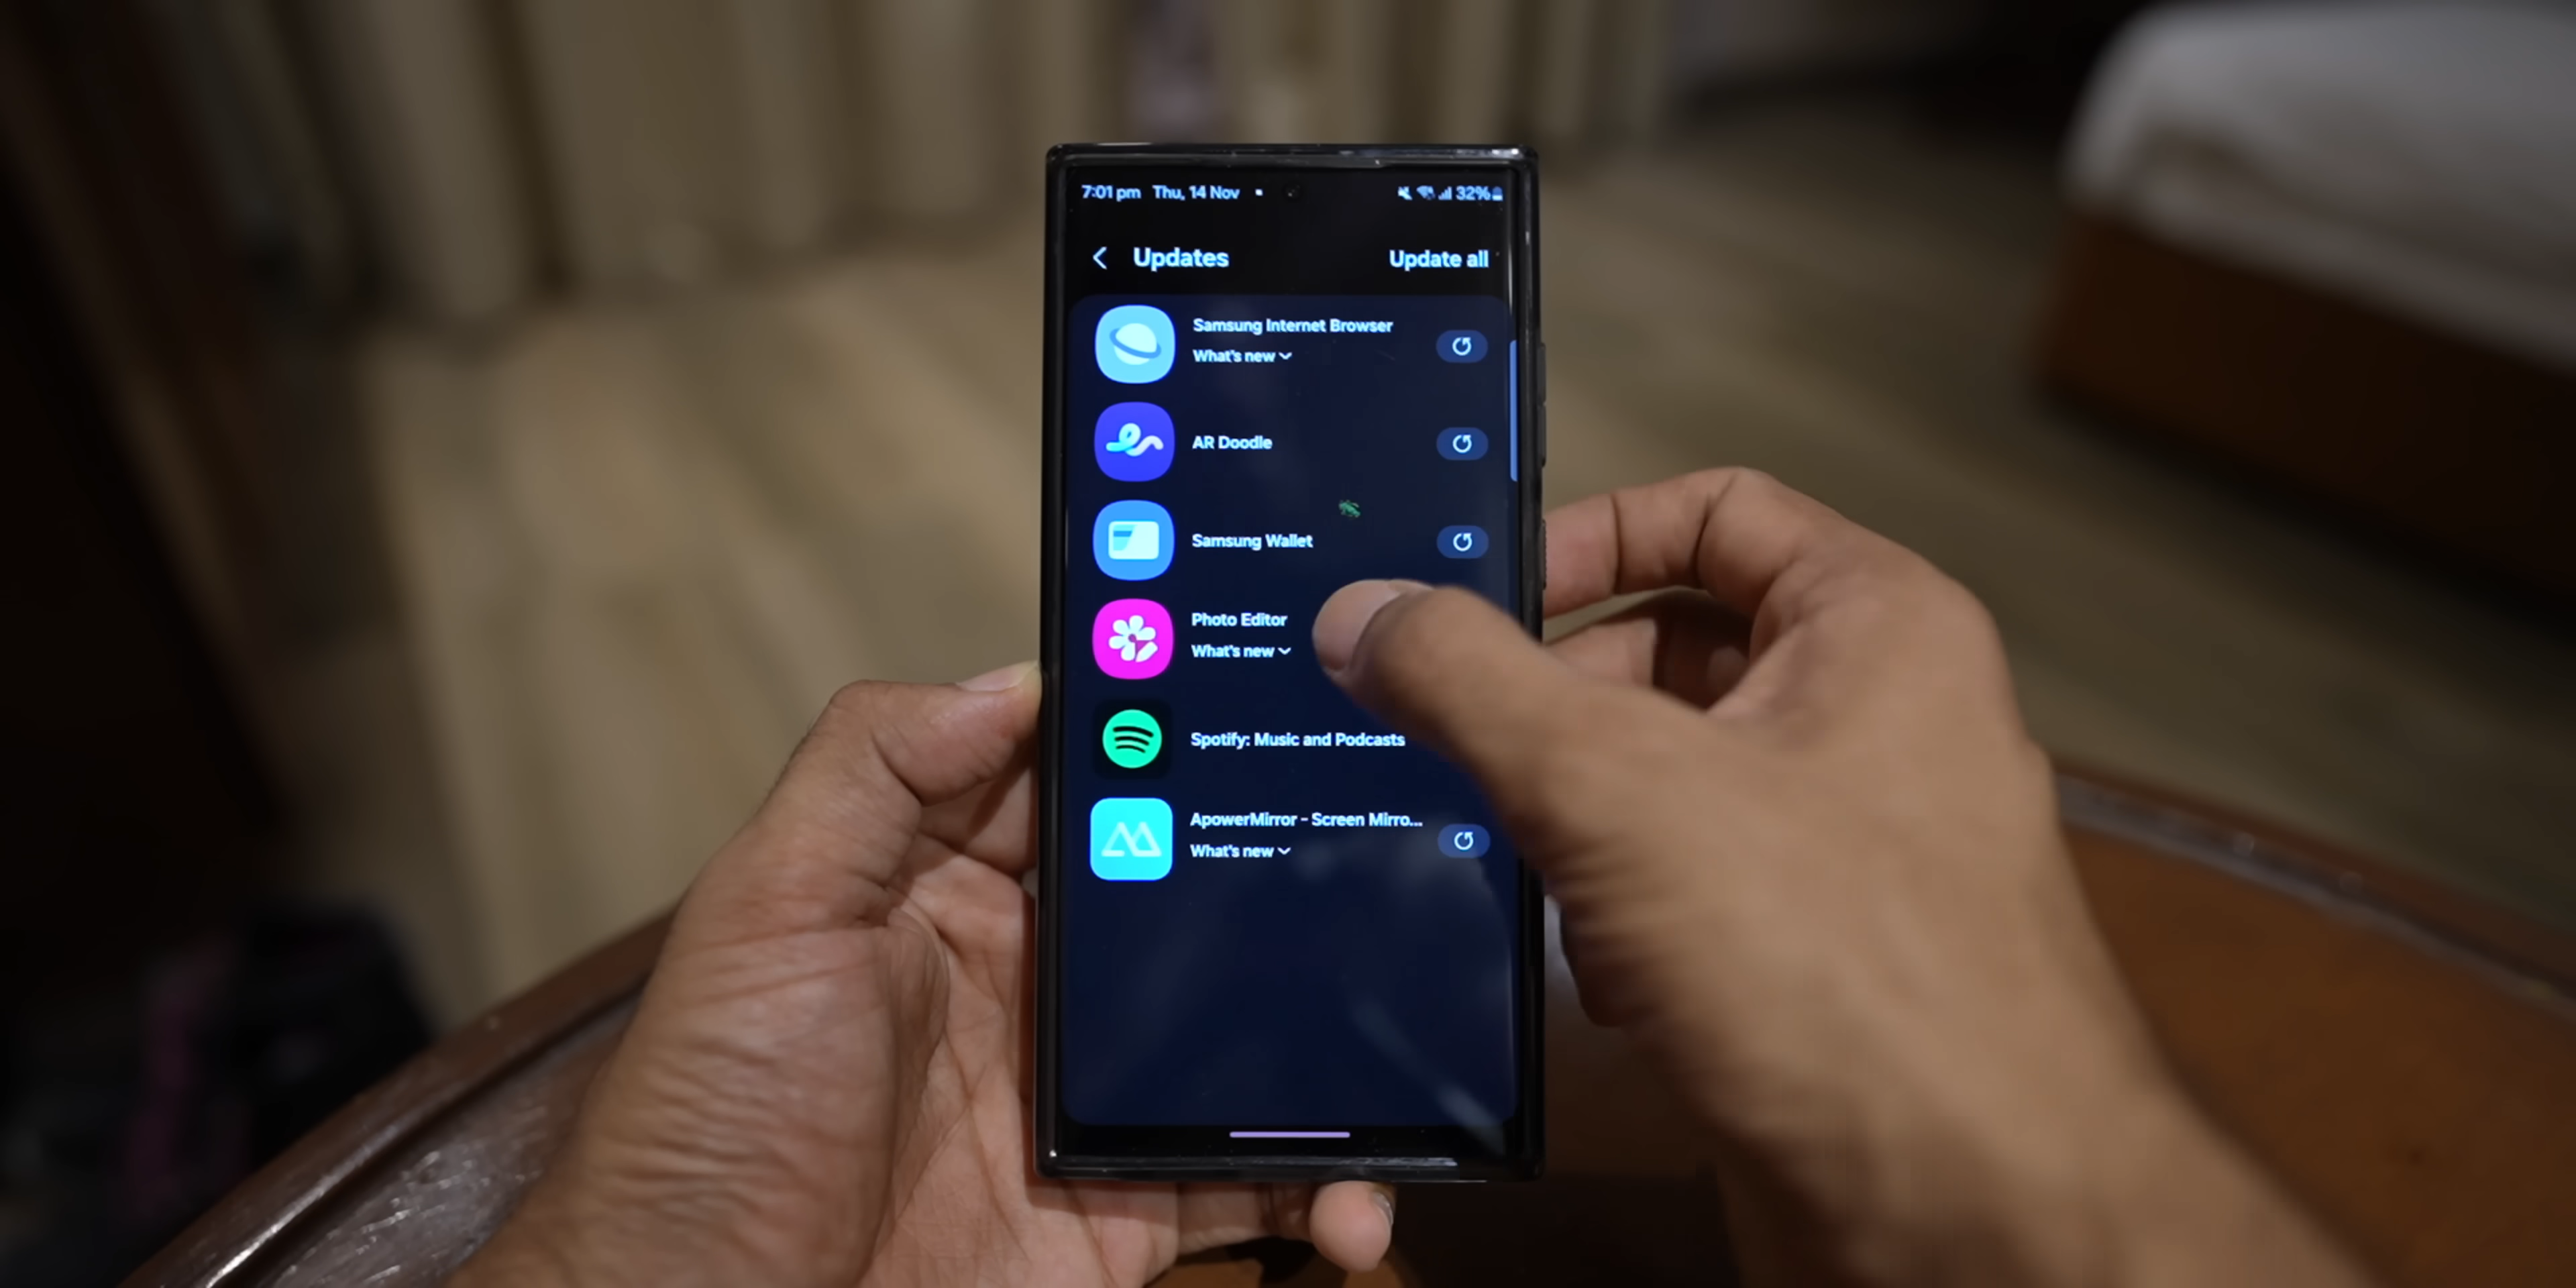 7:01 pm Thu, 14 Nov 32%
Updates Update all
Samsung Internet Browser
What's new
AR Doodle
Samsung Wallet
Photo Editor
What's new
Spotify: Music and Podcasts
ApowerMirror - Screen Mirro...
What's new